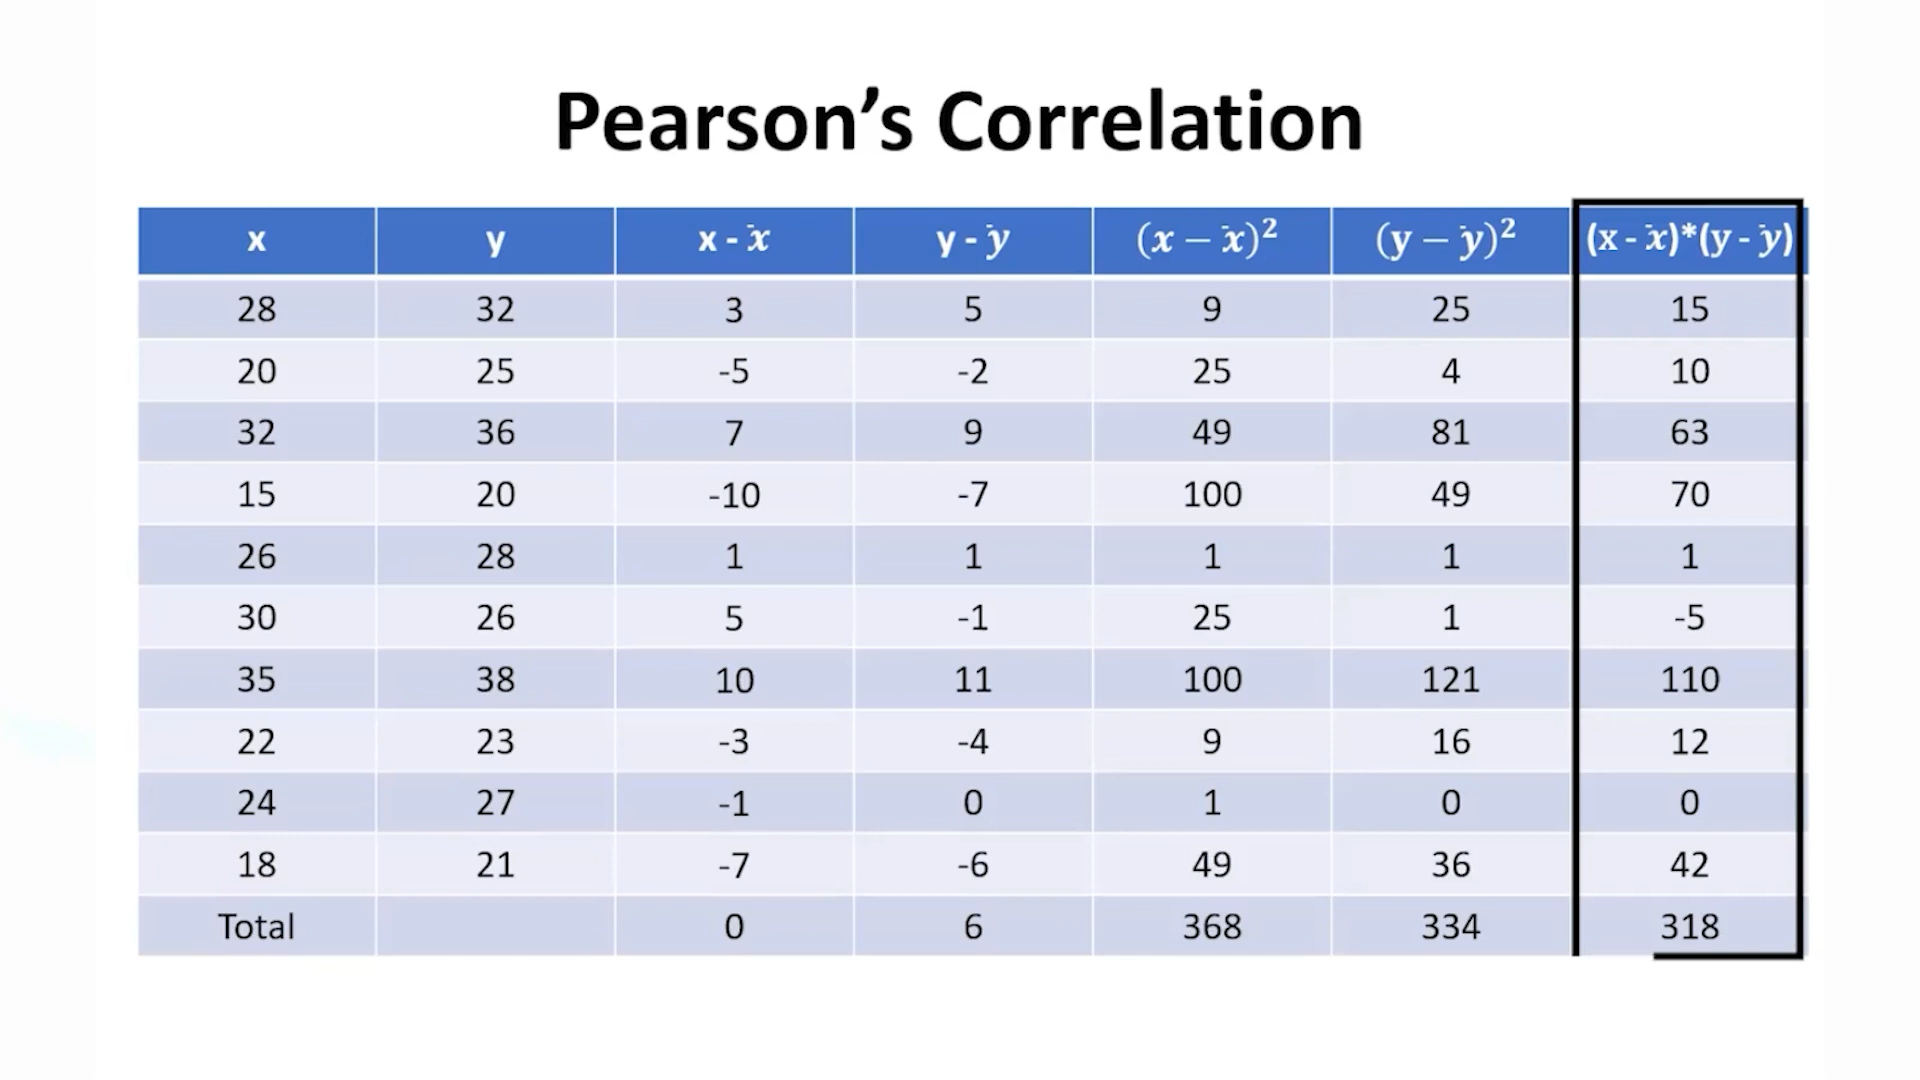 Pearson’s Correlation
x y x - x̄ y - ȳ (x − x̄)² (y − ȳ)² (x - x̄)*(y - ȳ)
28 32 3 5 9 25 15
20 25 -5 -2 25 4 10
32 36 7 9 49 81 63
15 20 -10 -7 100 49 70
26 28 1 1 1 1 1
30 26 5 -1 25 1 -5
35 38 10 11 100 121 110
22 23 -3 -4 9 16 12
24 27 -1 0 1 0 0
18 21 -7 -6 49 36 42
Total 0 6 368 334 318